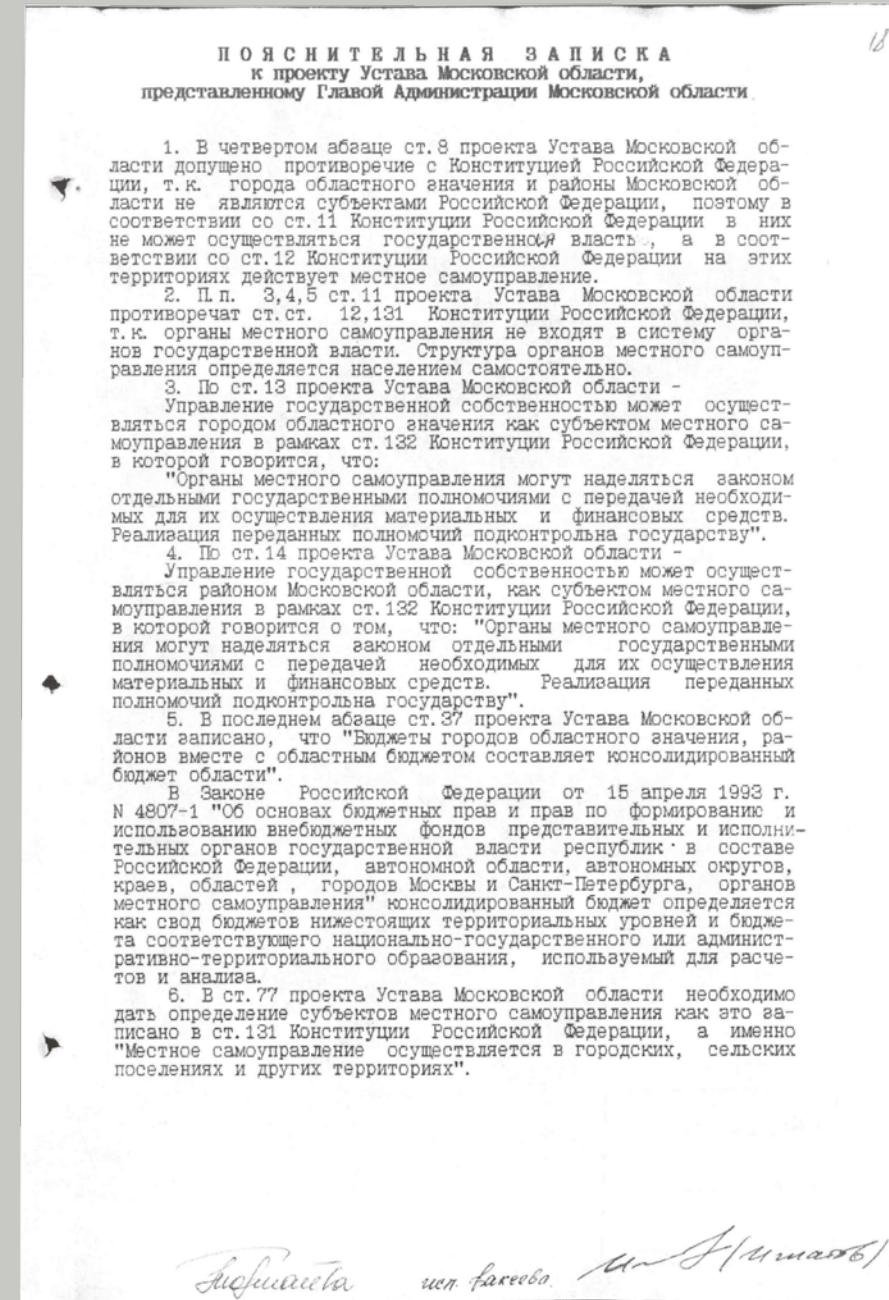 18
ПОЯСНИТЕЛЬНАЯ ЗАПИСКА
к проекту Устава Московской области,
представленному Главой Администрации Московской области
1. В четвертом абзаце ст.8 проекта Устава Московской об-
ласти допущено противоречие с Конституцией Российской Федера-
ции, т.к. города областного значения и районы Московской об-
ласти не являются субъектами Российской Федерации, поэтому в
соответствии со ст.11 Конституции Российской Федерации в них
не может осуществляться государственная власть, а в соот-
ветствии со ст.12 Конституции Российской Федерации на этих
территориях действует местное самоуправление.
2. П.п. 3,4,5 ст.11 проекта Устава Московской области
противоречат ст.ст. 12,131 Конституции Российской Федерации,
т.к. органы местного самоуправления не входят в систему орга-
нов государственной власти. Структура органов местного самоуп-
равления определяется населением самостоятельно.
3. По ст.13 проекта Устава Московской области -
Управление государственной собственностью может осущест-
вляться городом областного значения как субъектом местного са-
моуправления в рамках ст.132 Конституции Российской Федерации,
в которой говорится, что:
"Органы местного самоуправления могут наделяться законом
отдельными государственными полномочиями с передачей необходи-
мых для их осуществления материальных и финансовых средств.
Реализация переданных полномочий подконтрольна государству".
4. По ст.14 проекта Устава Московской области -
Управление государственной собственностью может осущест-
вляться районом Московской области, как субъектом местного са-
моуправления в рамках ст.132 Конституции Российской Федерации,
в которой говорится о том, что: "Органы местного самоуправле-
ния могут наделяться законом отдельными государственными
полномочиями с передачей необходимых для их осуществления
материальных и финансовых средств. Реализация переданных
полномочий подконтрольна государству".
5. В последнем абзаце ст.37 проекта Устава Московской об-
ласти записано, что "Бюджеты городов областного значения, ра-
йонов вместе с областным бюджетом составляет консолидированный
бюджет области".
В Законе Российской Федерации от 15 апреля 1993 г.
N 4807-1 "Об основах бюджетных прав и прав по формированию и
использованию внебюджетных фондов представительных и исполни-
тельных органов государственной власти республик в составе
Российской Федерации, автономной области, автономных округов,
краев, областей , городов Москвы и Санкт-Петербурга, органов
местного самоуправления" консолидированный бюджет определяется
как свод бюджетов нижестоящих территориальных уровней и бюдже-
та соответствующего национально-государственного или админист-
ративно-территориального образования, используемый для расче-
тов и анализа.
6. В ст.77 проекта Устава Московской области необходимо
дать определение субъектов местного самоуправления как это за-
писано в ст.131 Конституции Российской Федерации, а именно
"Местное самоуправление осуществляется в городских, сельских
поселениях и других территориях".
исп.